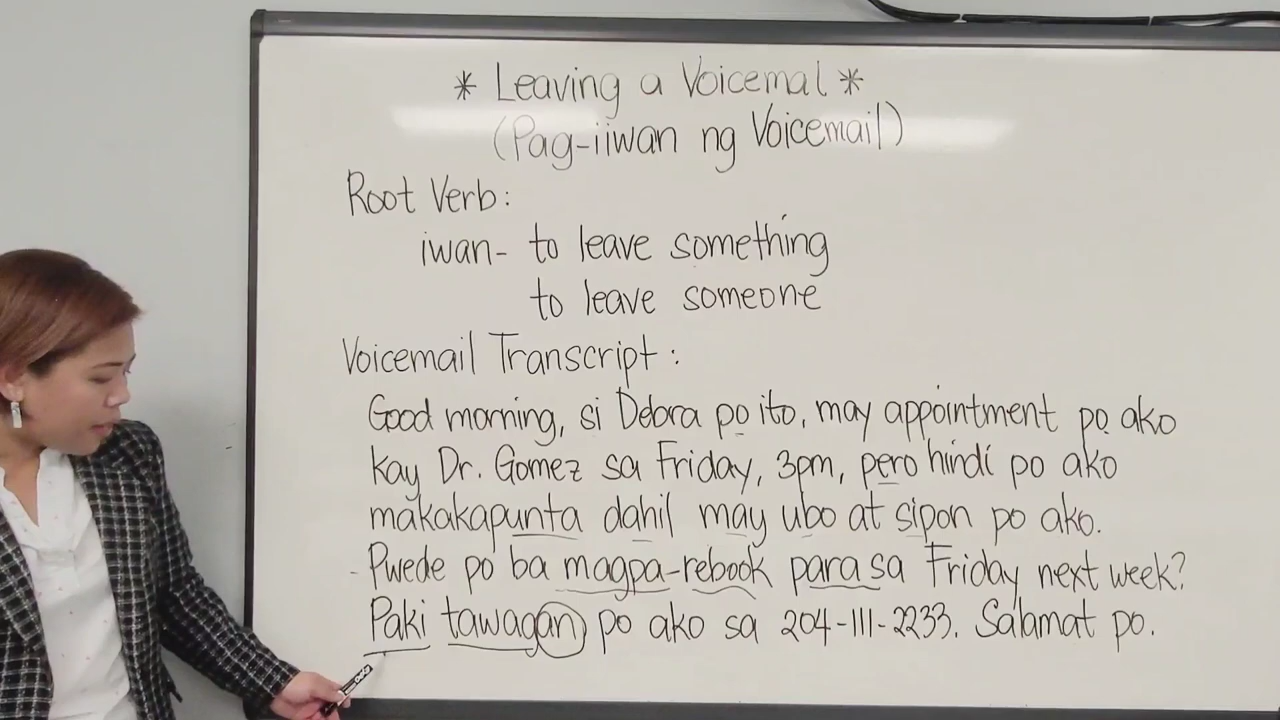 * Leaving a Voicemal *
(Pag-iiwan ng Voicemail)
Root Verb:
iwan- to leave something
to leave someone
Voicemail Transcript:
Good morning, si Debra po ito, may appointment po ako
kay Dr. Gomez sa Friday, 3pm, pero hindi po ako
makakapunta dahil may ubo at sipon po ako.
- Pwede po ba magpa-rebook para sa Friday next week?
Paki tawagan po ako sa 204-111-2233. Salamat po.